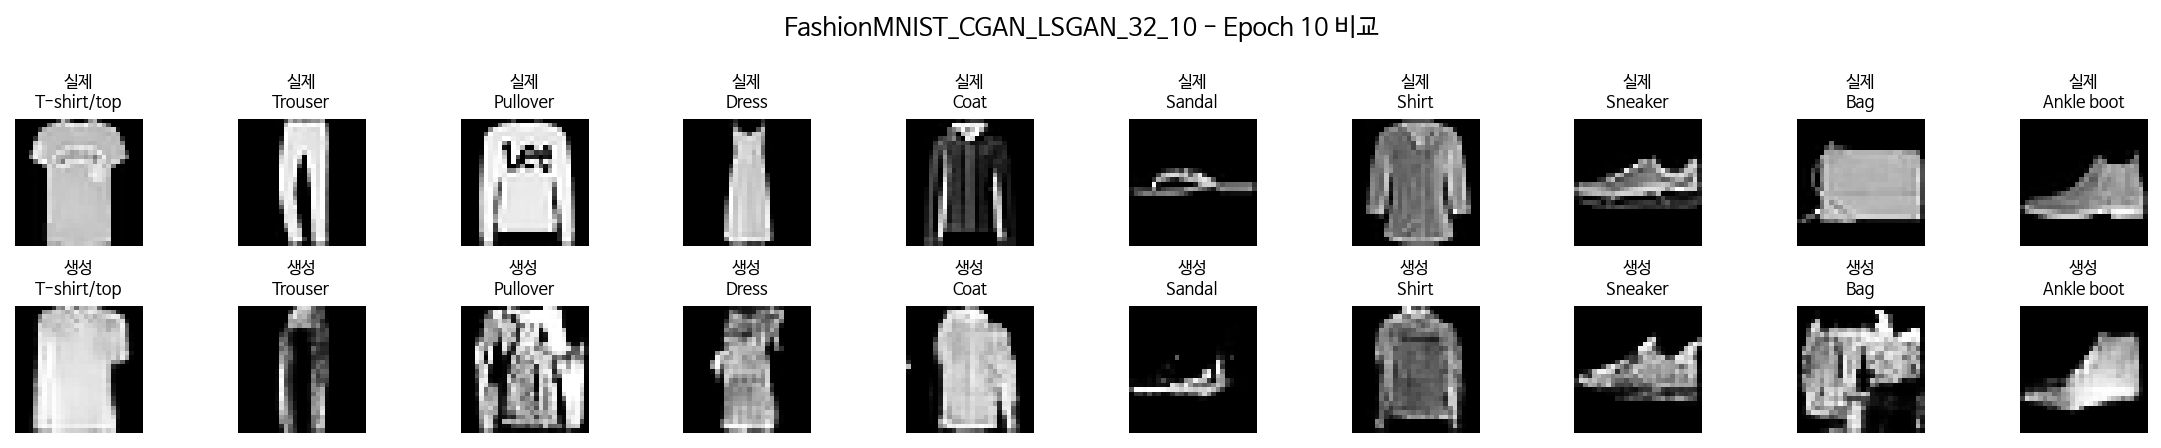 FashionMNIST_CGAN_LSGAN_32_10 - Epoch 10 비교
실제 실제 실제 실제 실제 실제 실제 실제 실제 실제
T-shirt/top Trouser Pullover Dress Coat Sandal Shirt Sneaker Bag Ankle boot
Lee
생성 생성 생성 생성 생성 생성 생성 생성 생성 생성
T-shirt/top Trouser Pullover Dress Coat Sandal Shirt Sneaker Bag Ankle boot